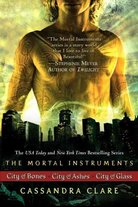 "The Mortal Instruments
series is a story world
that I love to live in.
Beautiful!"
—STEPHENIE MEYER
AUTHOR OF TWILIGHT
The USA Today and New York Times Bestselling Series
THE MORTAL INSTRUMENTS
City of Bones City of Ashes City of Glass
CASSANDRA CLARE